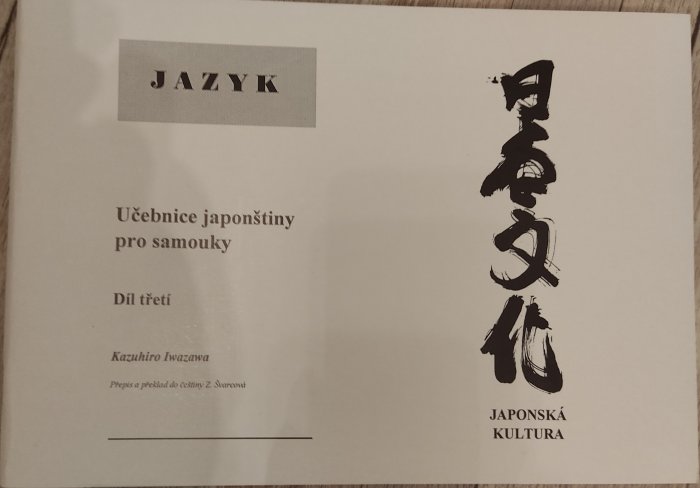 JAZYK
Učebnice japonštiny
pro samouky
Díl třetí
Kazuhiro Iwazawa
Přepis a překlad do češtiny Z. Švarcová
日本文化
JAPONSKÁ
KULTURA